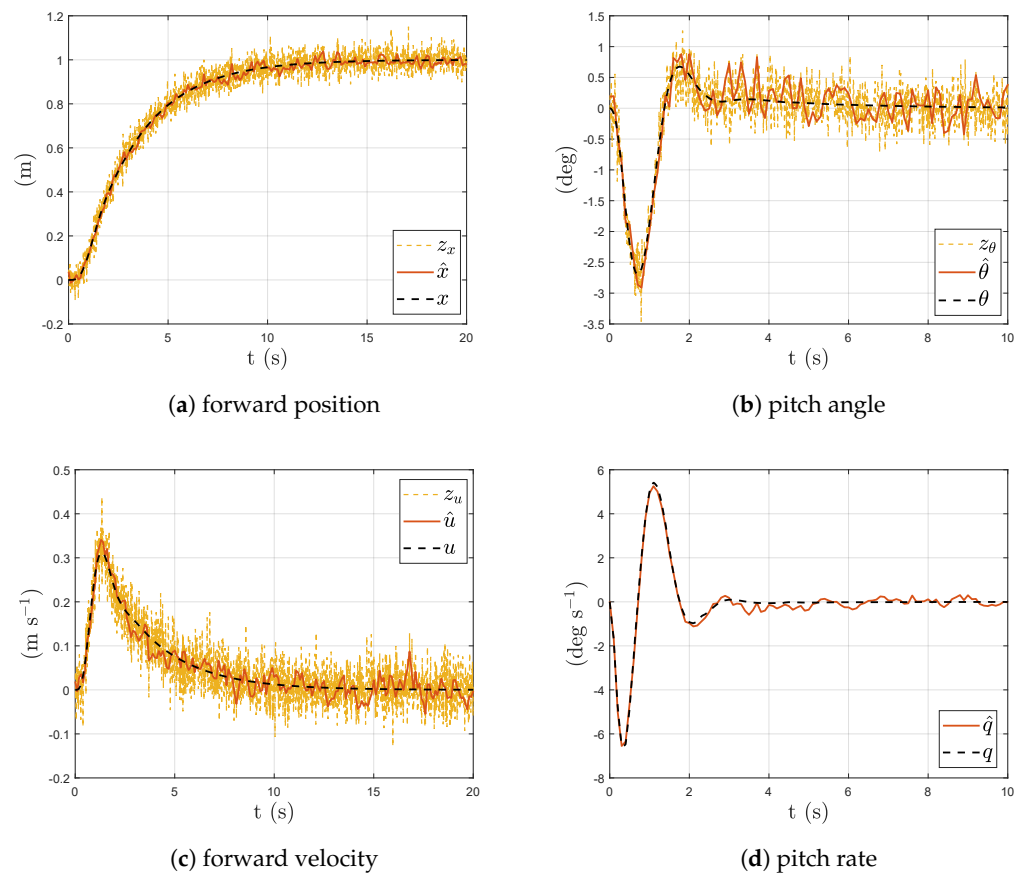 1.2
1
0.8
0.6
0.4
0.2
0
-0.2
(m)
0 5 10 15 20
t (s)
z_x
x̂
x
(a) forward position
1.5
1
0.5
0
-0.5
-1
-1.5
-2
-2.5
-3
-3.5
(deg)
0 2 4 6 8 10
t (s)
z_θ
θ̂
θ
(b) pitch angle
0.5
0.4
0.3
0.2
0.1
0
-0.1
-0.2
(m s⁻¹)
0 5 10 15 20
t (s)
z_u
û
u
(c) forward velocity
6
4
2
0
-2
-4
-6
-8
(deg s⁻¹)
0 2 4 6 8 10
t (s)
q̂
q
(d) pitch rate